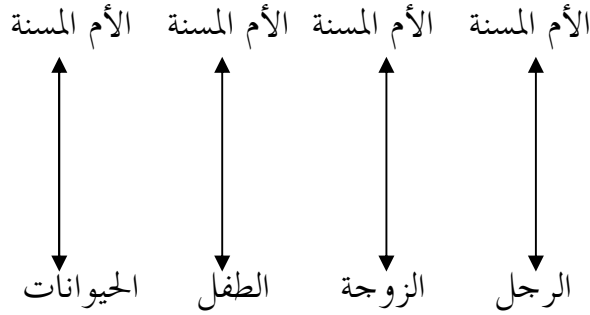 الأم المسنة الأم المسنة الأم المسنة الأم المسنة
الرجل الزوجة الطفل الحيوانات